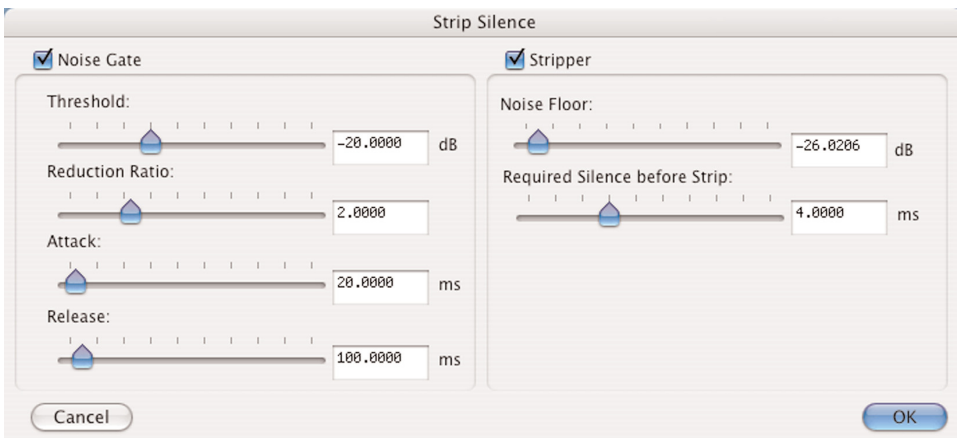 Strip Silence
Noise Gate
Threshold:
-20.0000 dB
Reduction Ratio:
2.0000
Attack:
20.0000 ms
Release:
100.0000 ms
Stripper
Noise Floor:
-26.0206 dB
Required Silence before Strip:
4.0000 ms
Cancel
OK